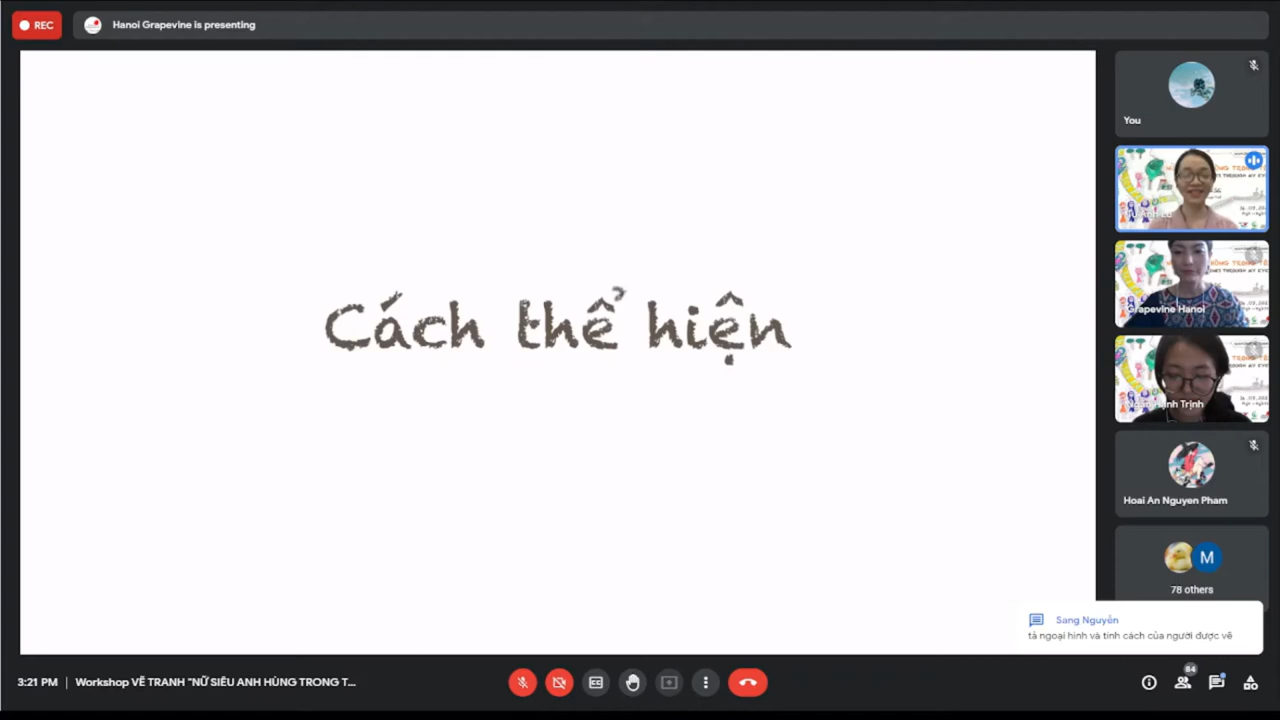 REC
Hanoi Grapevine is presenting
Cách thể hiện
You
Grapevine Hanoi
Trịnh
Hoai An Nguyen Pham
M
78 others
Sang Nguyễn
tả ngoại hình và tính cách của người được vẽ
3:21 PM
Workshop VẼ TRANH "NỮ SIÊU ANH HÙNG TRONG T...
84